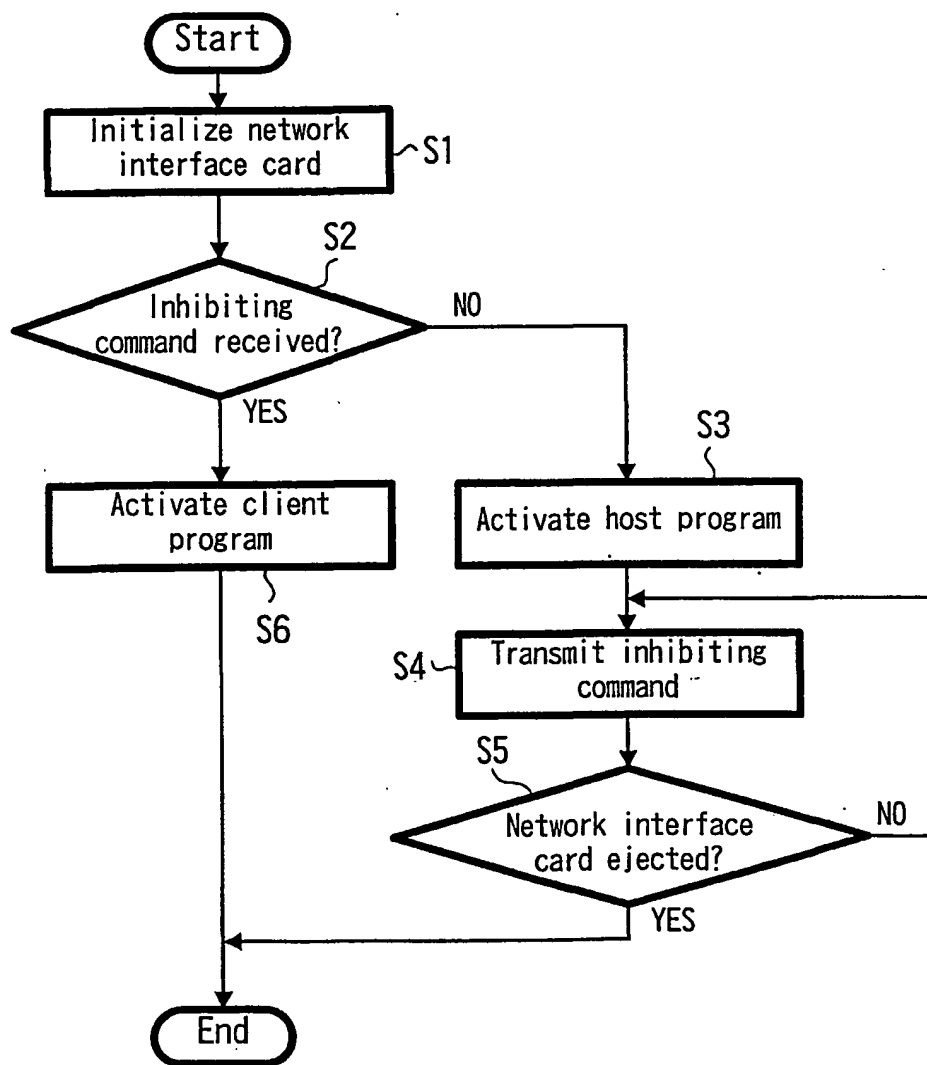 Start
Initialize network
interface card
S1
S2
Inhibiting
command received?
NO
YES
S3
Activate client
program
Activate host program
S6
S4
Transmit inhibiting
command
S5
Network interface
card ejected?
NO
YES
End